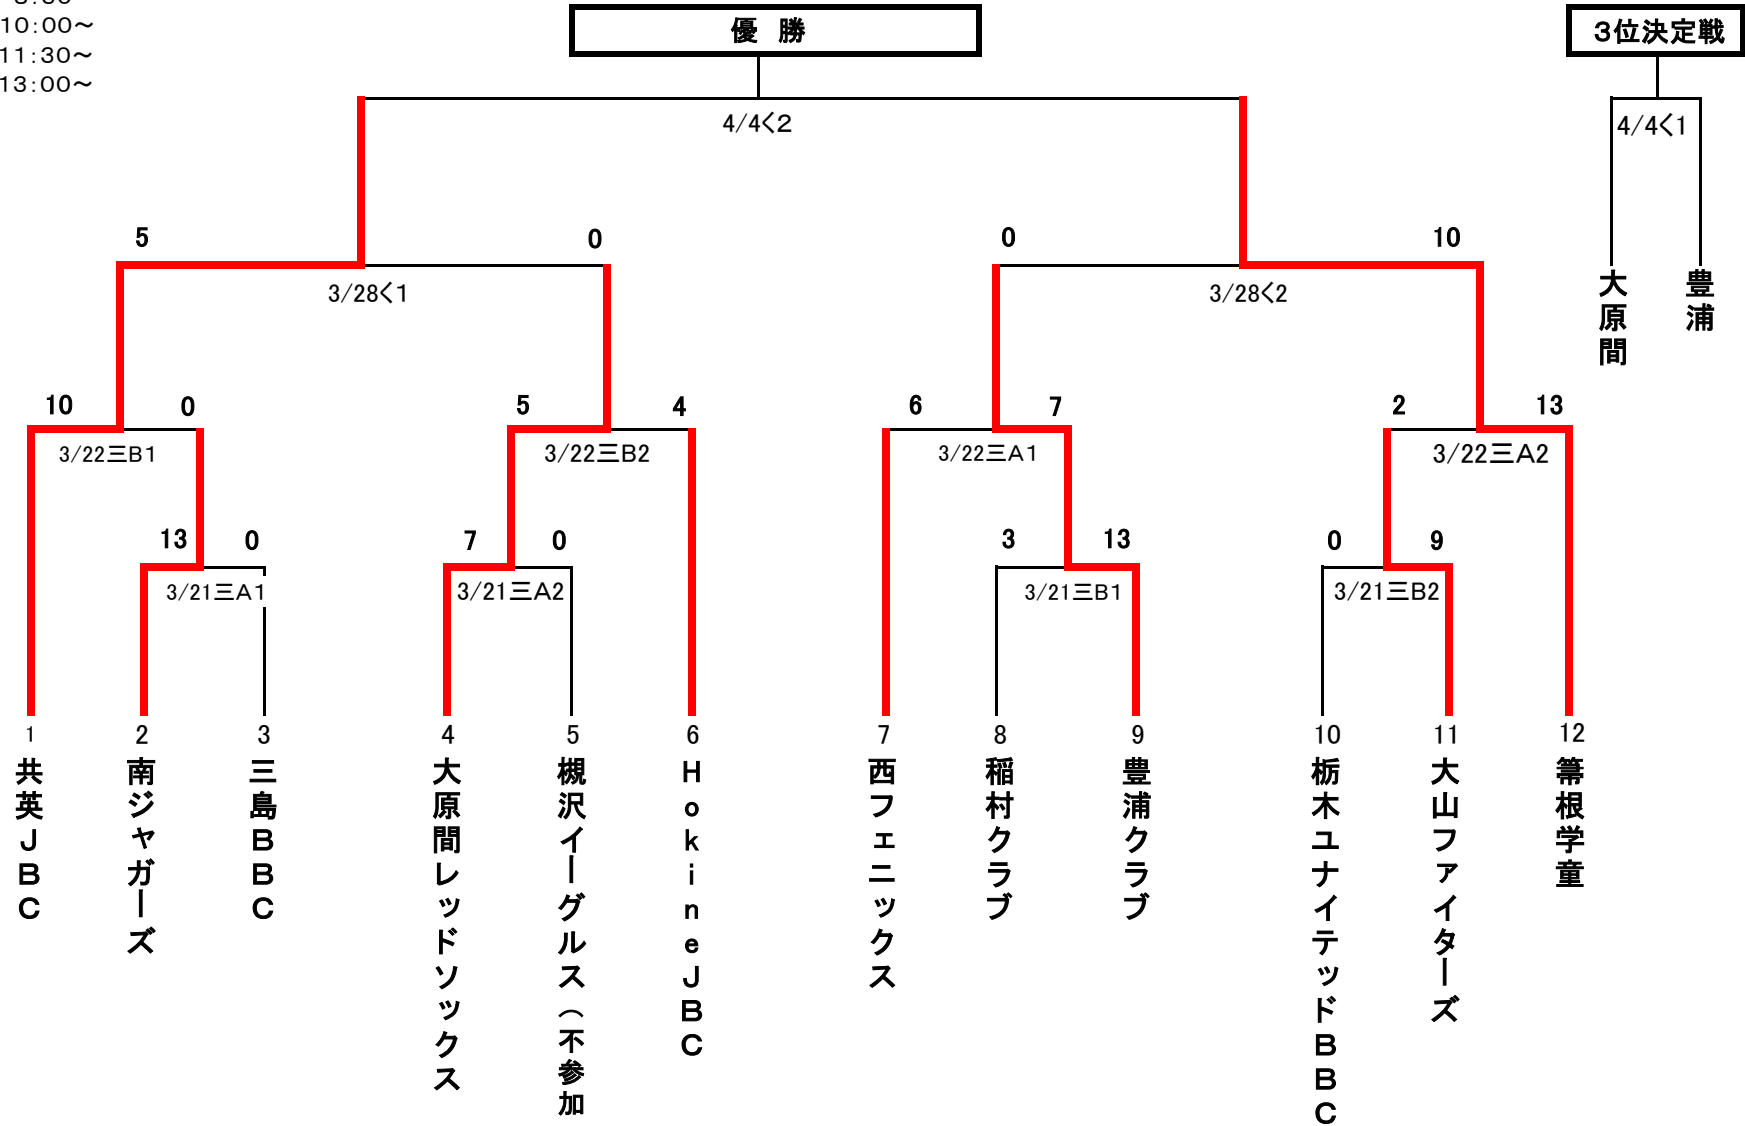 10:00～
11:30～
13:00～
優　勝
３位決定戦
4/4く2
4/4く1
5
0
0
10
3/28く1
3/28く2
大原間
豊浦
10
0
5
4
6
7
2
13
3/22三B1
3/22三B2
3/22三A1
3/22三A2
13
0
7
0
3
13
0
9
3/21三A1
3/21三A2
3/21三B1
3/21三B2
1
2
3
4
5
6
7
8
9
10
11
12
共英ＪＢＣ
南ジャガーズ
三島ＢＢＣ
大原間レッドソックス
槻沢イーグルス（不参加
ＨｏｋｉｎｅＪＢＣ
西フェニックス
稲村クラブ
豊浦クラブ
栃木ユナイテッドＢＢＣ
大山ファイターズ
箒根学童